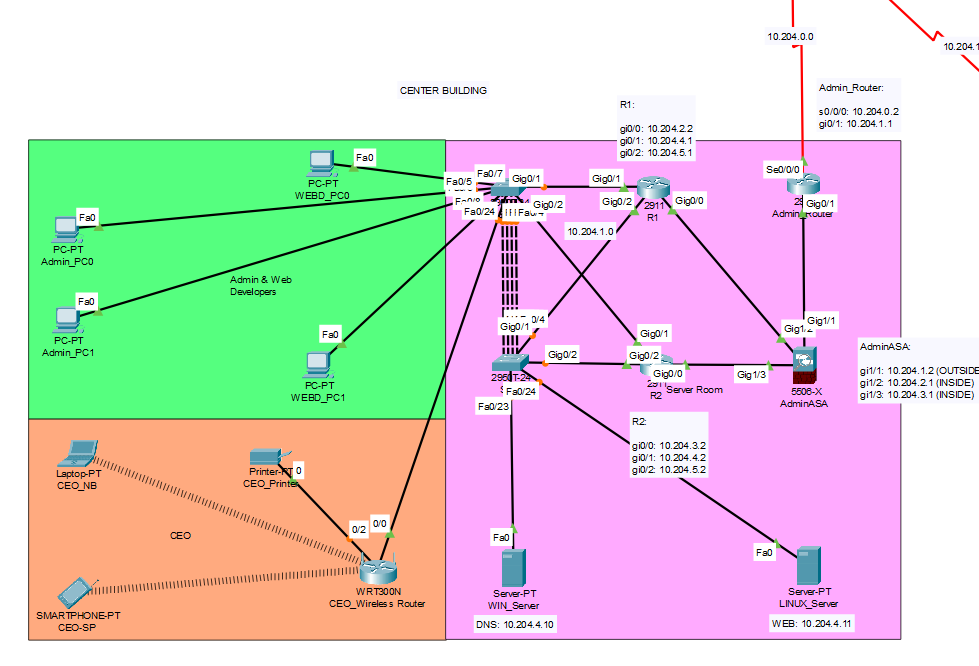 10.204.0.0
10.204.1
CENTER BUILDING
Admin_Router:
s0/0/0: 10.204.0.2
gi0/1: 10.204.1.1
R1:
gi0/0: 10.204.2.2
gi0/1: 10.204.4.1
gi0/2: 10.204.5.1
Fa0
PC-PT
WEBD_PC0
Fa0/5
Fa0/7
Gig0/1
Fa0/24
Fa0/4
Gig0/2
Gig0/1
Gig0/2
Gig0/0
2911
R1
10.204.1.0
Se0/0/0
Gig0/1
Fa0
PC-PT
Admin_PC0
Admin & Web
Developers
Fa0
PC-PT
Admin_PC1
Fa0
PC-PT
WEBD_PC1
Gig0/1
0/4
Gig0/2
Fa0/24
Fa0/23
Gig0/1
Gig0/2
Gig0/0
R2
Server Room
Gig1/1
Gig1/2
Gig1/3
5506-X
AdminASA
AdminASA:
gi1/1: 10.204.1.2 (OUTSIDE
gi1/2: 10.204.2.1 (INSIDE)
gi1/3: 10.204.3.1 (INSIDE)
R2:
gi0/0: 10.204.3.2
gi0/1: 10.204.4.2
gi0/2: 10.204.5.2
Laptop-PT
CEO_NB
Printer-PT
CEO_Printer
0
CEO
0/2
0/0
WRT300N
CEO_Wireless Router
SMARTPHONE-PT
CEO-SP
Fa0
Server-PT
WIN_Server
DNS: 10.204.4.10
Fa0
Server-PT
LINUX_Server
WEB: 10.204.4.11